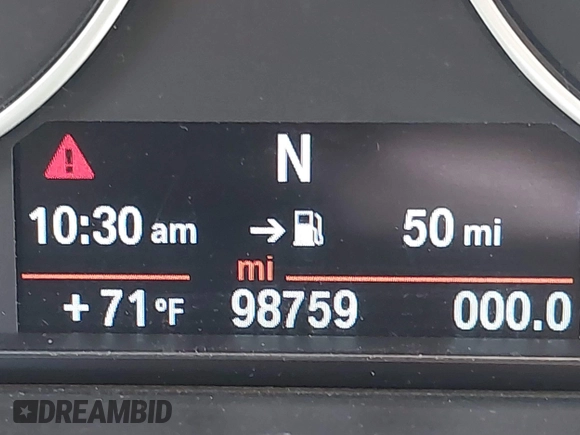 N
10:30 am → 50 mi
mi
+71°F 98759 000.0
DREAMBID